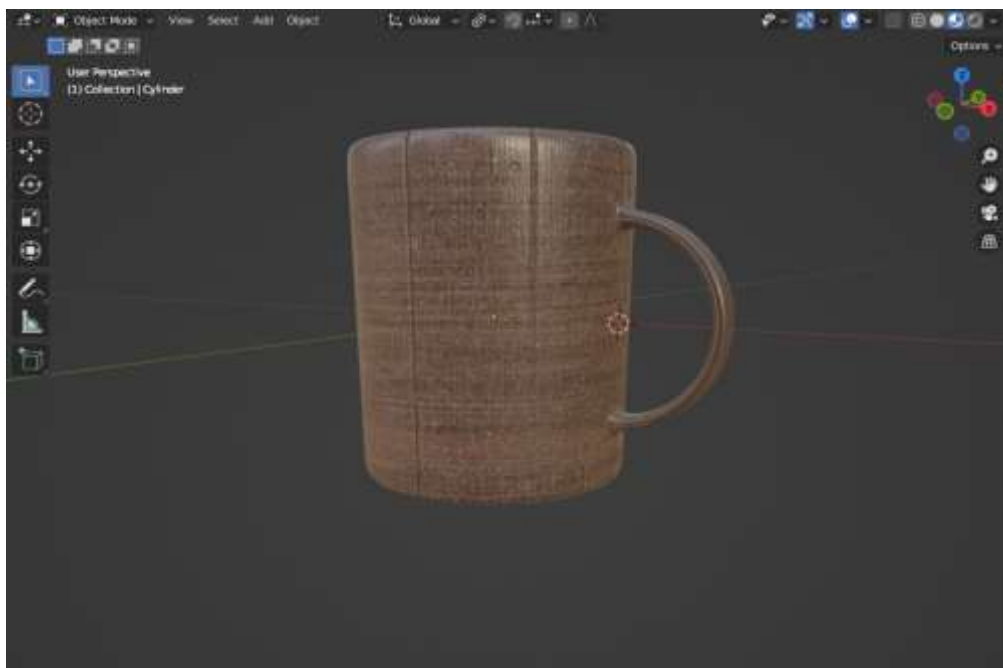 Object Mode View Select Add Object Global
Options
User Perspective
(1) Collection | Cylinder